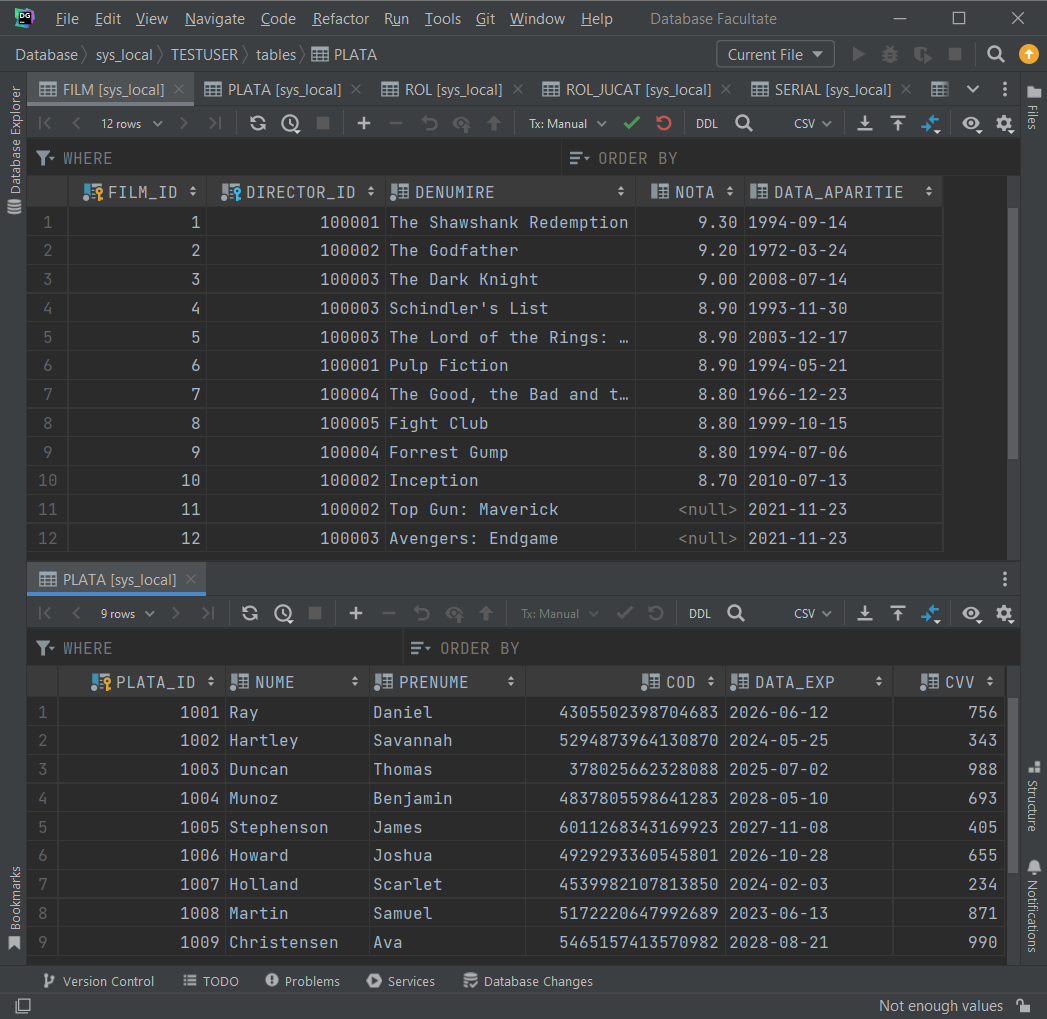 DG File Edit View Navigate Code Refactor Run Tools Git Window Help Database Facultate
Database sys_local TESTUSER tables PLATA Current File
FILM [sys_local] PLATA [sys_local] ROL [sys_local] ROL_JUCAT [sys_local] SERIAL [sys_local]
12 rows Tx: Manual DDL CSV
WHERE ORDER BY
FILM_ID DIRECTOR_ID DENUMIRE NOTA DATA_APARITIE
1 1 100001 The Shawshank Redemption 9.30 1994-09-14
2 2 100002 The Godfather 9.20 1972-03-24
3 3 100003 The Dark Knight 9.00 2008-07-14
4 4 100003 Schindler's List 8.90 1993-11-30
5 5 100003 The Lord of the Rings: … 8.90 2003-12-17
6 6 100001 Pulp Fiction 8.90 1994-05-21
7 7 100004 The Good, the Bad and t… 8.80 1966-12-23
8 8 100005 Fight Club 8.80 1999-10-15
9 9 100004 Forrest Gump 8.80 1994-07-06
10 10 100002 Inception 8.70 2010-07-13
11 11 100002 Top Gun: Maverick <null> 2021-11-23
12 12 100003 Avengers: Endgame <null> 2021-11-23
PLATA [sys_local]
9 rows Tx: Manual DDL CSV
WHERE ORDER BY
PLATA_ID NUME PRENUME COD DATA_EXP CVV
1 1001 Ray Daniel 4305502398704683 2026-06-12 756
2 1002 Hartley Savannah 5294873964130870 2024-05-25 343
3 1003 Duncan Thomas 378025662328088 2025-07-02 988
4 1004 Munoz Benjamin 4837805598641283 2028-05-10 693
5 1005 Stephenson James 6011268343169923 2027-11-08 405
6 1006 Howard Joshua 4929293360545801 2026-10-28 655
7 1007 Holland Scarlet 4539982107813850 2024-02-03 234
8 1008 Martin Samuel 5172220647992689 2023-06-13 871
9 1009 Christensen Ava 5465157413570982 2028-08-21 990
Database Explorer
Bookmarks
Files
Structure
Notifications
Version Control TODO Problems Services Database Changes
Not enough values